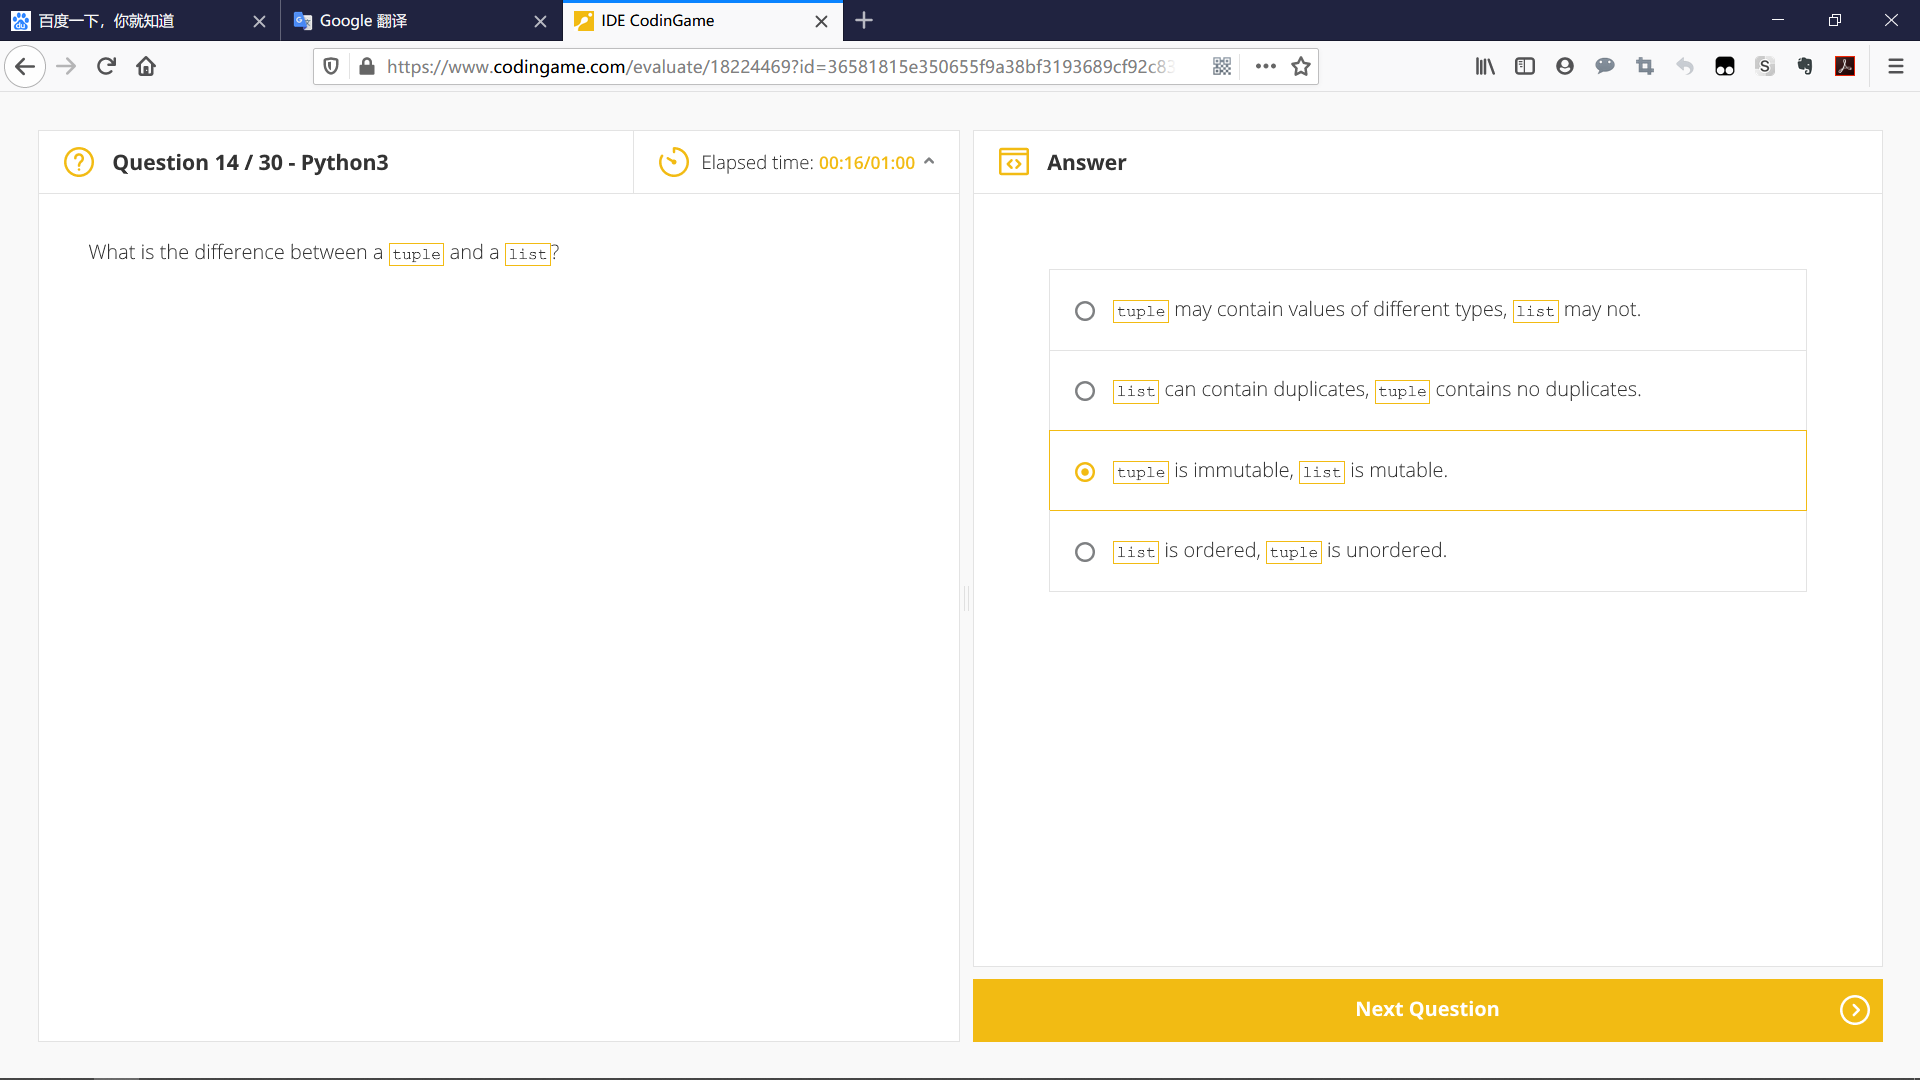 百度一下，你就知道
Google 翻译
IDE CodinGame
https://www.codingame.com/evaluate/18224469?id=36581815e350655f9a38bf3193689cf92c83
Question 14 / 30 - Python3
Elapsed time: 00:16/01:00
Answer
What is the difference between a tuple and a list?
tuple may contain values of different types, list may not.
list can contain duplicates, tuple contains no duplicates.
tuple is immutable, list is mutable.
list is ordered, tuple is unordered.
Next Question